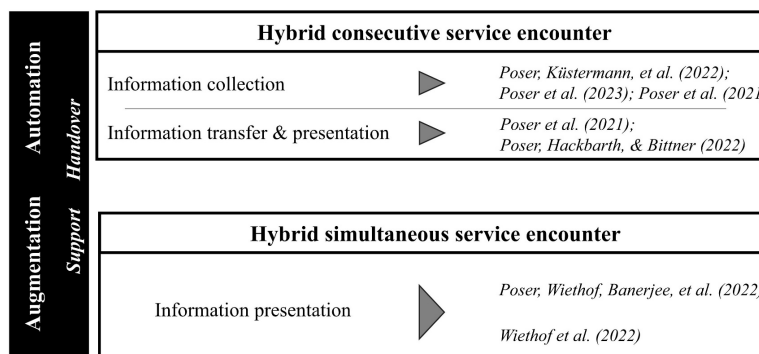 Automation
Handover
Augmentation
Support
Hybrid consecutive service encounter
Information collection
Poser, Küstermann, et al. (2022);
Poser et al. (2023); Poser et al. (2021
Information transfer & presentation
Poser et al. (2021);
Poser, Hackbarth, & Bittner (2022)
Hybrid simultaneous service encounter
Information presentation
Poser, Wiethof, Banerjee, et al. (2022)
Wiethof et al. (2022)